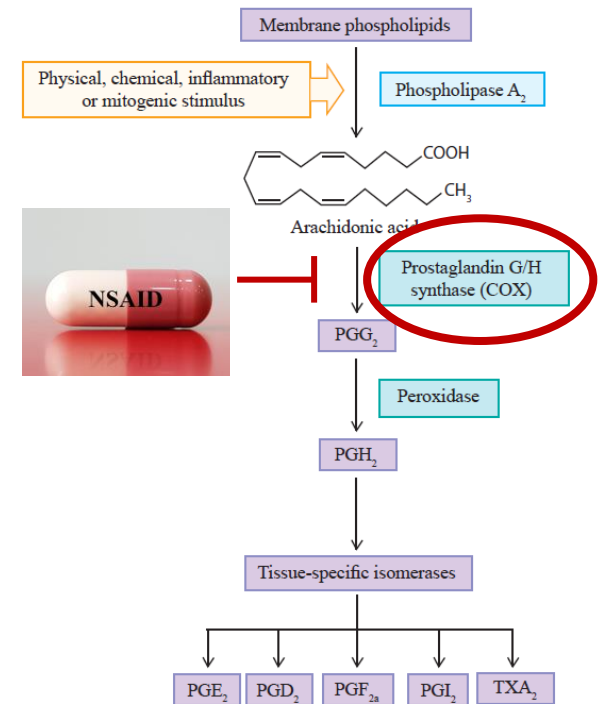 Membrane phospholipids
Physical, chemical, inflammatory
or mitogenic stimulus
Phospholipase A₂
COOH
CH₃
Arachidonic acid
NSAID
Prostaglandin G/H
synthase (COX)
PGG₂
Peroxidase
PGH₂
Tissue-specific isomerases
PGE₂
PGD₂
PGF₂ₐ
PGI₂
TXA₂